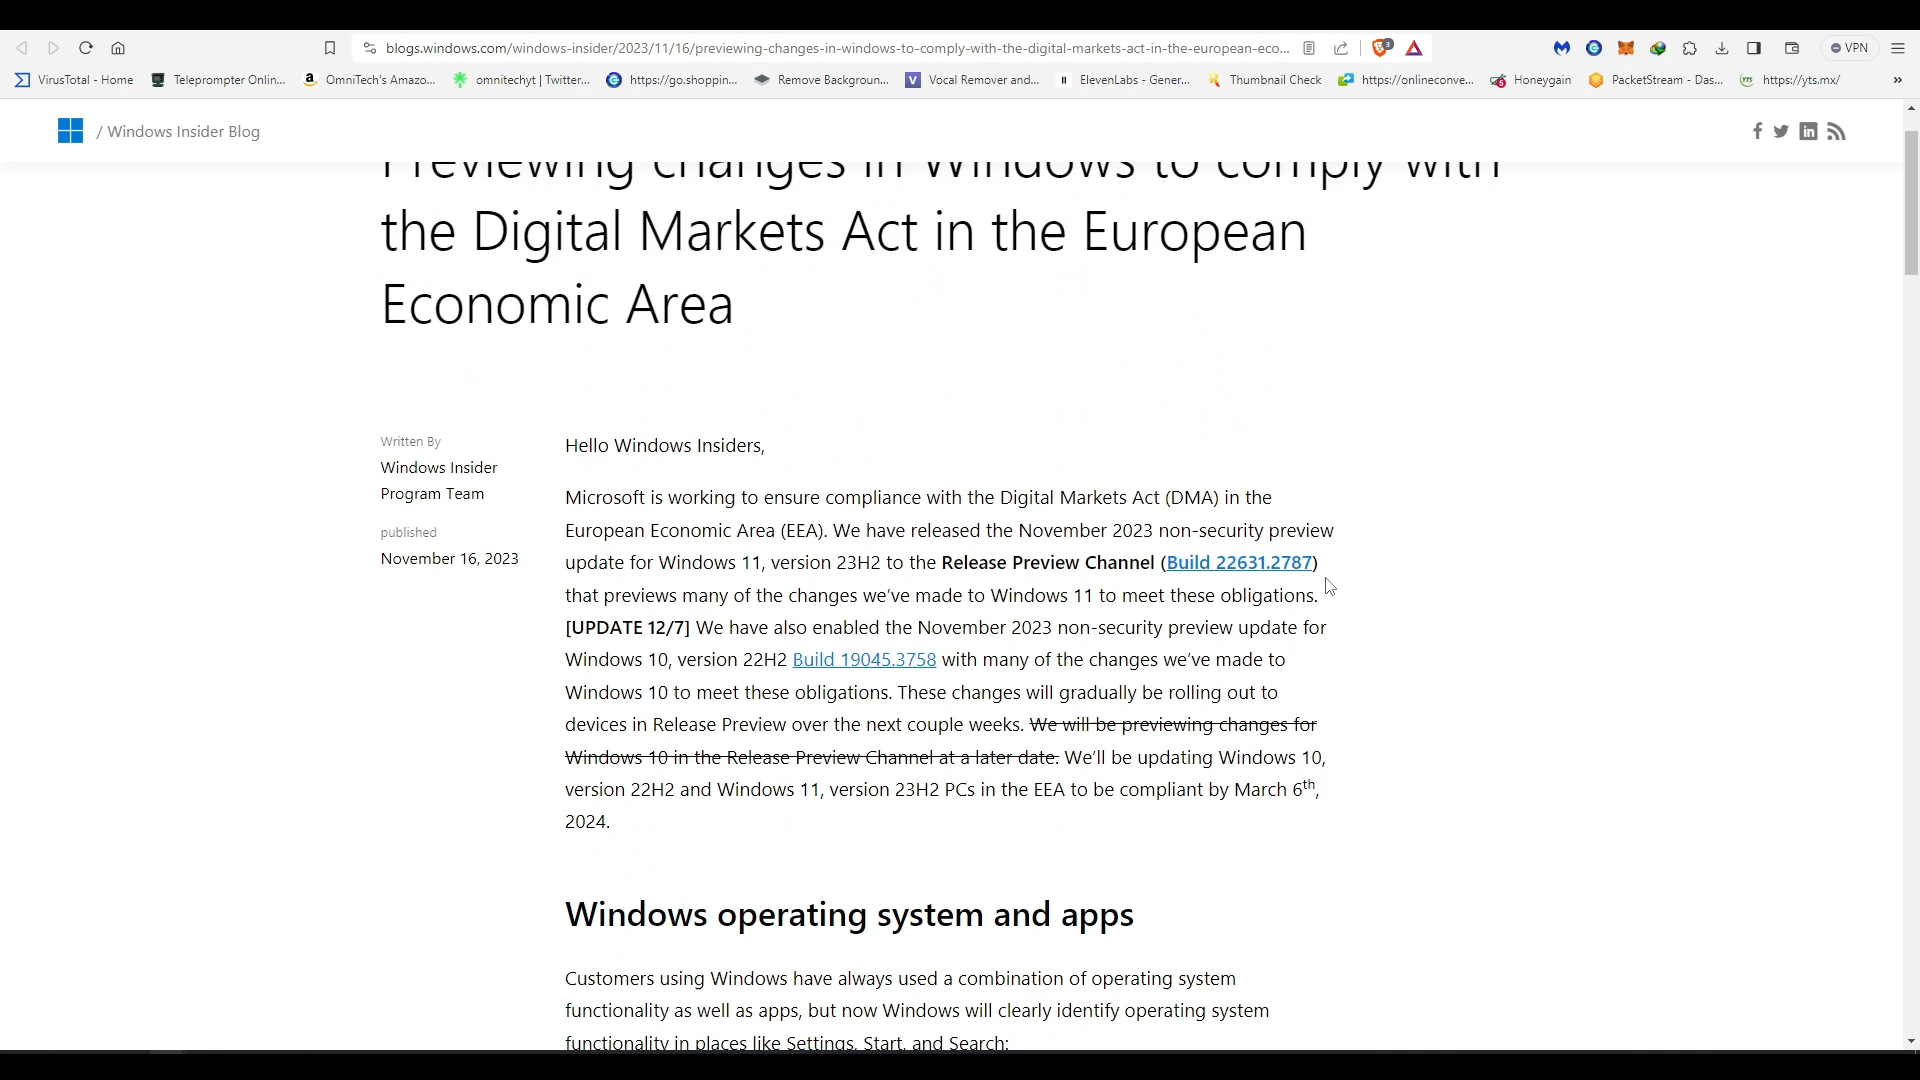 blogs.windows.com/windows-insider/2023/11/16/previewing-changes-in-windows-to-comply-with-the-digital-markets-act-in-the-european-eco...
3
VPN
VirusTotal - Home
Teleprompter Onlin...
OmniTech's Amazo...
omnitechyt | Twitter...
https://go.shoppin...
Remove Backgroun...
Vocal Remover and...
ElevenLabs - Gener...
Thumbnail Check
https://onlineconve...
Honeygain
PacketStream - Das...
https://yts.mx/
»
/ Windows Insider Blog
Previewing changes in Windows to comply with
the Digital Markets Act in the European
Economic Area
Written By
Windows Insider
Program Team
published
November 16, 2023
Hello Windows Insiders,
Microsoft is working to ensure compliance with the Digital Markets Act (DMA) in the
European Economic Area (EEA). We have released the November 2023 non-security preview
update for Windows 11, version 23H2 to the Release Preview Channel (Build 22631.2787)
that previews many of the changes we've made to Windows 11 to meet these obligations.
[UPDATE 12/7] We have also enabled the November 2023 non-security preview update for
Windows 10, version 22H2 Build 19045.3758 with many of the changes we've made to
Windows 10 to meet these obligations. These changes will gradually be rolling out to
devices in Release Preview over the next couple weeks. We will be previewing changes for
Windows 10 in the Release Preview Channel at a later date. We'll be updating Windows 10,
version 22H2 and Windows 11, version 23H2 PCs in the EEA to be compliant by March 6th,
2024.
Windows operating system and apps
Customers using Windows have always used a combination of operating system
functionality as well as apps, but now Windows will clearly identify operating system
functionality in places like Settings, Start, and Search: